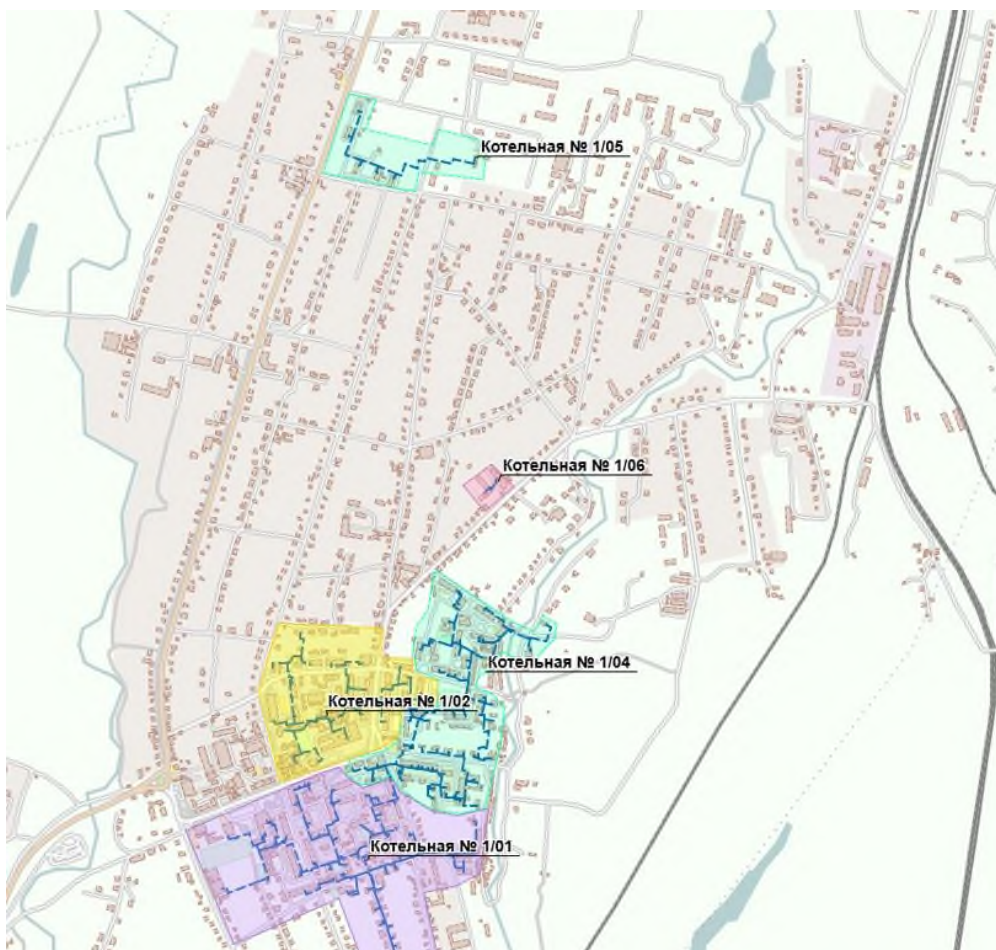 Котельная № 1/05
Котельная № 1/06
Котельная № 1/04
Котельная № 1/02
Котельная № 1/01